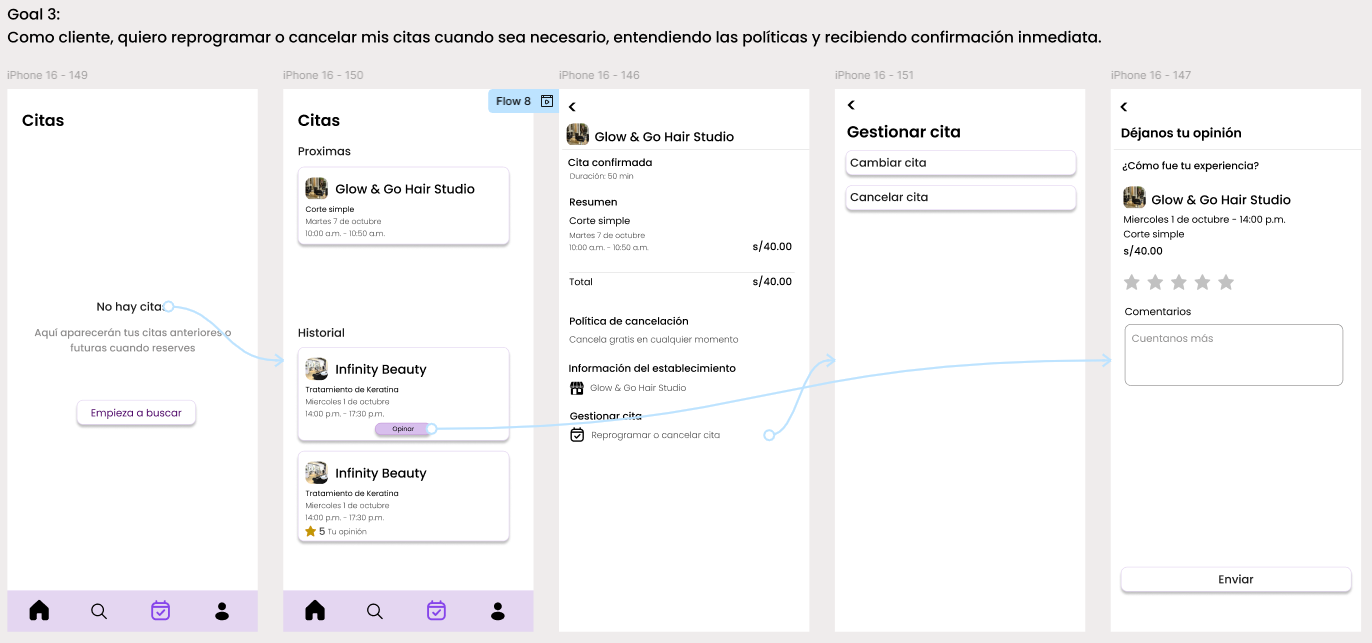 Goal 3:
Como cliente, quiero reprogramar o cancelar mis citas cuando sea necesario, entendiendo las políticas y recibiendo confirmación inmediata.
iPhone 16 - 149
Citas
No hay citas
Aquí aparecerán tus citas anteriores o
futuras cuando reserves
Empieza a buscar
iPhone 16 - 150
Flow 8
Citas
Proximas
Glow & Go Hair Studio
Corte simple
Martes 7 de octubre
10:00 a.m. - 10:50 a.m.
Historial
Infinity Beauty
Tratamiento de Keratina
Miercoles 1 de octubre
14:00 p.m. - 17:30 p.m.
Opinar
Infinity Beauty
Tratamiento de Keratina
Miercoles 1 de octubre
14:00 p.m. - 17:30 p.m.
5 Tu opinión
iPhone 16 - 146
Glow & Go Hair Studio
Cita confirmada
Duración: 50 min
Resumen
Corte simple
Martes 7 de octubre
10:00 a.m. - 10:50 a.m.
s/40.00
Total
s/40.00
Política de cancelación
Cancela gratis en cualquier momento
Información del establecimiento
Glow & Go Hair Studio
Gestionar cita
Reprogramar o cancelar cita
iPhone 16 - 151
Gestionar cita
Cambiar cita
Cancelar cita
iPhone 16 - 147
Déjanos tu opinión
¿Cómo fue tu experiencia?
Glow & Go Hair Studio
Miercoles 1 de octubre - 14:00 p.m.
Corte simple
s/40.00
Comentarios
Cuentanos más
Enviar